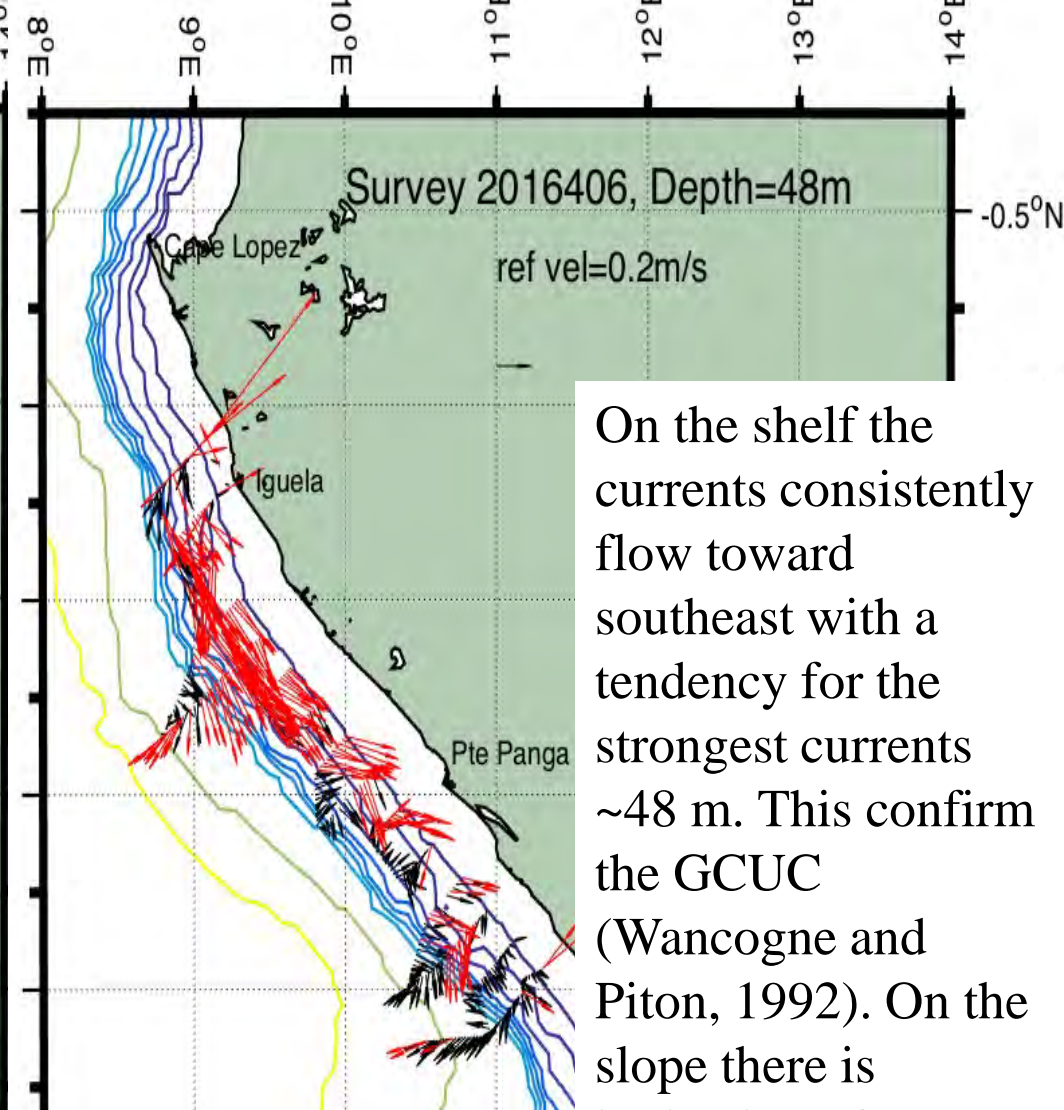 8°E
9°E
11°E
12°E
13°E
Survey 2016406, Depth=48m
-0.5°N
Cape Lopez
ref vel=0.2m/s
Iguela
Pte Panga
On the shelf the
currents consistently
flow toward
southeast with a
tendency for the
strongest currents
~48 m. This confirm
the GCUC
(Wancogne and
Piton, 1992). On the
slope there is